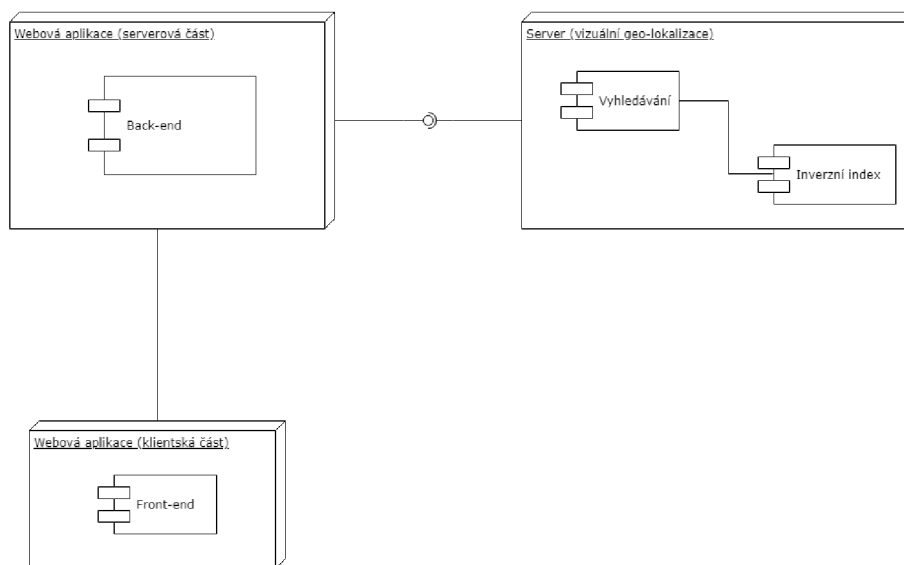 Webová aplikace (serverová část)
Back-end
Server (vizuální geo-lokalizace)
Vyhledávání
Inverzní index
Webová aplikace (klientská část)
Front-end